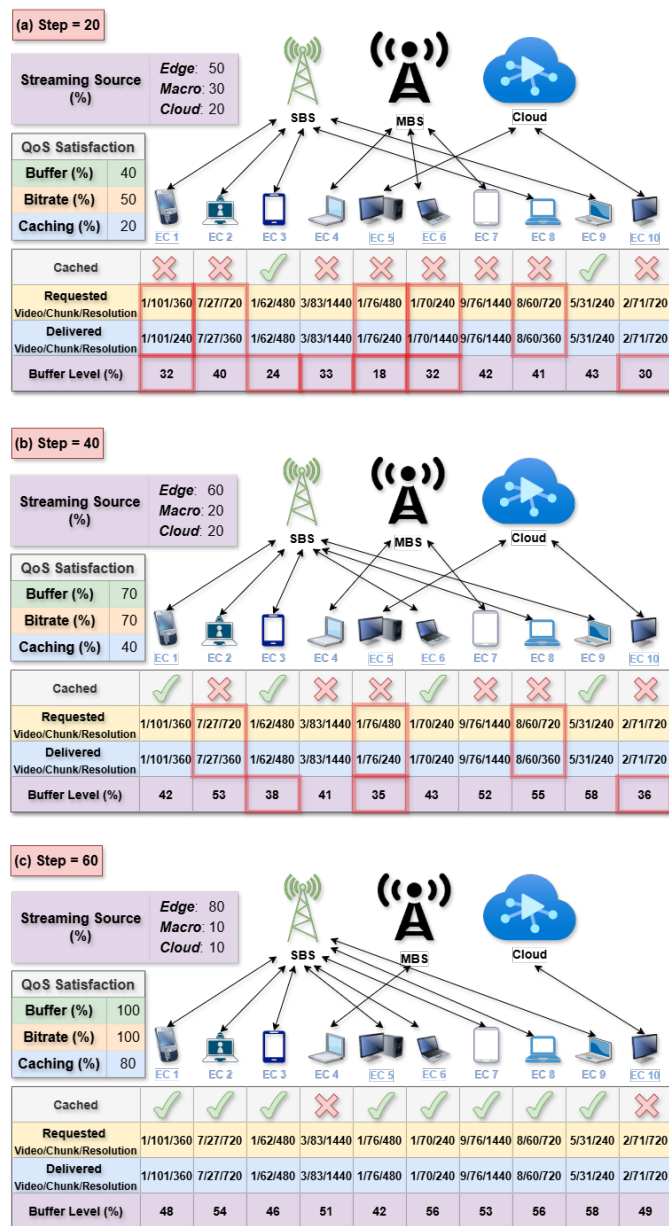 (a) Step = 20
Streaming Source (%)
Edge: 50
Macro: 30
Cloud: 20
SBS
MBS
Cloud
QoS Satisfaction
Buffer (%) 40
Bitrate (%) 50
Caching (%) 20
EC 1 EC 2 EC 3 EC 4 EC 5 EC 6 EC 7 EC 8 EC 9 EC 10
Cached
Requested Video/Chunk/Resolution 1/101/360 7/27/720 1/62/480 3/83/1440 1/76/480 1/70/240 9/76/1440 8/60/720 5/31/240 2/71/720
Delivered Video/Chunk/Resolution 1/101/240 7/27/360 1/62/480 3/83/1440 1/76/240 1/70/1440 9/76/1440 8/60/360 5/31/240 2/71/720
Buffer Level (%) 32 40 24 33 18 32 42 41 43 30
(b) Step = 40
Streaming Source (%)
Edge: 60
Macro: 20
Cloud: 20
SBS
MBS
Cloud
QoS Satisfaction
Buffer (%) 70
Bitrate (%) 70
Caching (%) 40
EC 1 EC 2 EC 3 EC 4 EC 5 EC 6 EC 7 EC 8 EC 9 EC 10
Cached
Requested Video/Chunk/Resolution 1/101/360 7/27/720 1/62/480 3/83/1440 1/76/480 1/70/240 9/76/1440 8/60/720 5/31/240 2/71/720
Delivered Video/Chunk/Resolution 1/101/360 7/27/360 1/62/480 3/83/1440 1/76/240 1/70/240 9/76/1440 8/60/360 5/31/240 2/71/720
Buffer Level (%) 42 53 38 41 35 43 52 55 58 36
(c) Step = 60
Streaming Source (%)
Edge: 80
Macro: 10
Cloud: 10
SBS
MBS
Cloud
QoS Satisfaction
Buffer (%) 100
Bitrate (%) 100
Caching (%) 80
EC 1 EC 2 EC 3 EC 4 EC 5 EC 6 EC 7 EC 8 EC 9 EC 10
Cached
Requested Video/Chunk/Resolution 1/101/360 7/27/720 1/62/480 3/83/1440 1/76/480 1/70/240 9/76/1440 8/60/720 5/31/240 2/71/720
Delivered Video/Chunk/Resolution 1/101/360 7/27/720 1/62/480 3/83/1440 1/76/480 1/70/240 9/76/1440 8/60/720 5/31/240 2/71/720
Buffer Level (%) 48 54 46 51 42 56 53 56 58 49